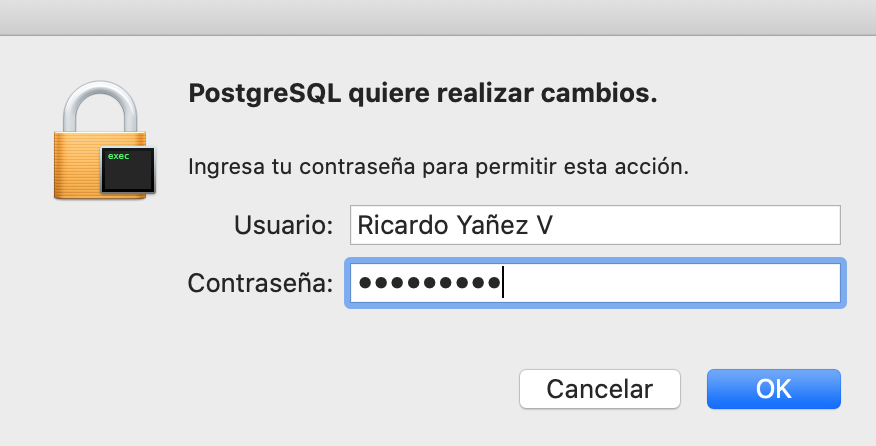 PostgreSQL quiere realizar cambios.
exec
Ingresa tu contraseña para permitir esta acción.
Usuario: Ricardo Yañez V
Contraseña: •••••••••
Cancelar OK